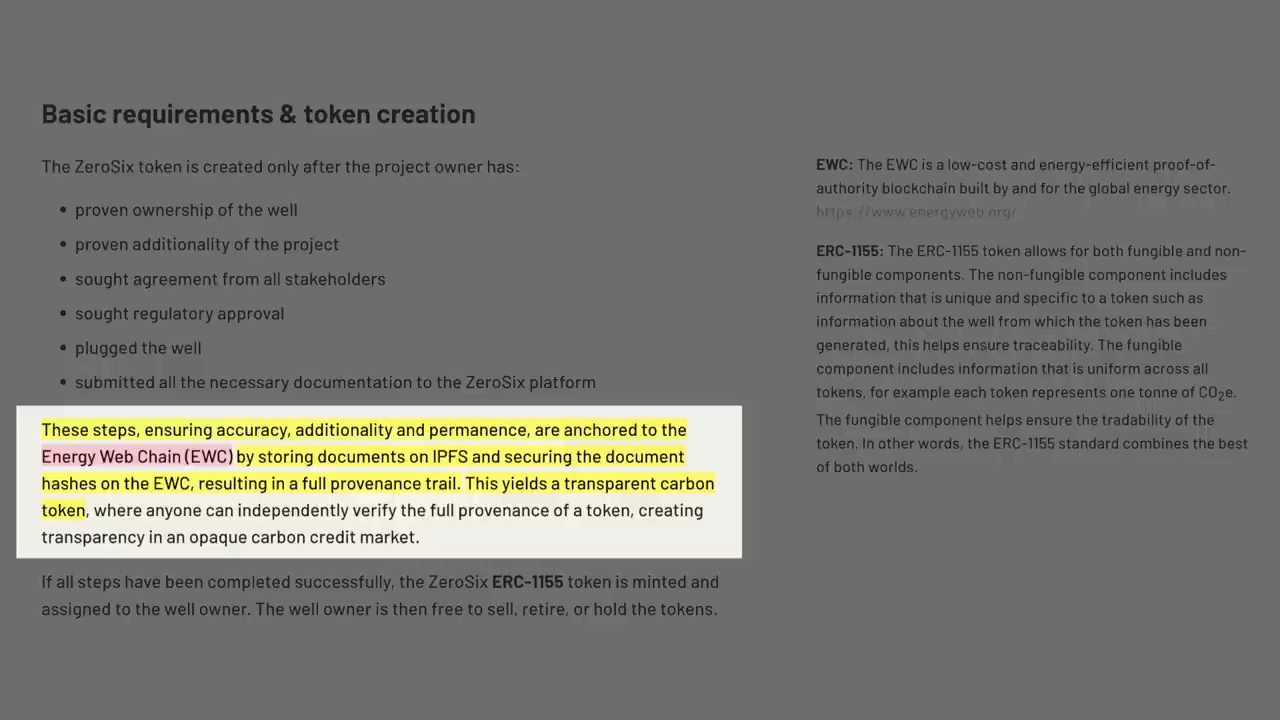 Basic requirements & token creation
The ZeroSix token is created only after the project owner has:
• proven ownership of the well
• proven additionality of the project
• sought agreement from all stakeholders
• sought regulatory approval
• plugged the well
• submitted all the necessary documentation to the ZeroSix platform
These steps, ensuring accuracy, additionality and permanence, are anchored to the
Energy Web Chain (EWC) by storing documents on IPFS and securing the document
hashes on the EWC, resulting in a full provenance trail. This yields a transparent carbon
token, where anyone can independently verify the full provenance of a token, creating
transparency in an opaque carbon credit market.
If all steps have been completed successfully, the ZeroSix ERC-1155 token is minted and
assigned to the well owner. The well owner is then free to sell, retire, or hold the tokens.
EWC: The EWC is a low-cost and energy-efficient proof-of-
authority blockchain built by and for the global energy sector.
https://www.energyweb.org/
ERC-1155: The ERC-1155 token allows for both fungible and non-
fungible components. The non-fungible component includes
information that is unique and specific to a token such as
information about the well from which the token has been
generated, this helps ensure traceability. The fungible
component includes information that is uniform across all
tokens, for example each token represents one tonne of CO₂e.
The fungible component helps ensure the tradability of the
token. In other words, the ERC-1155 standard combines the best
of both worlds.